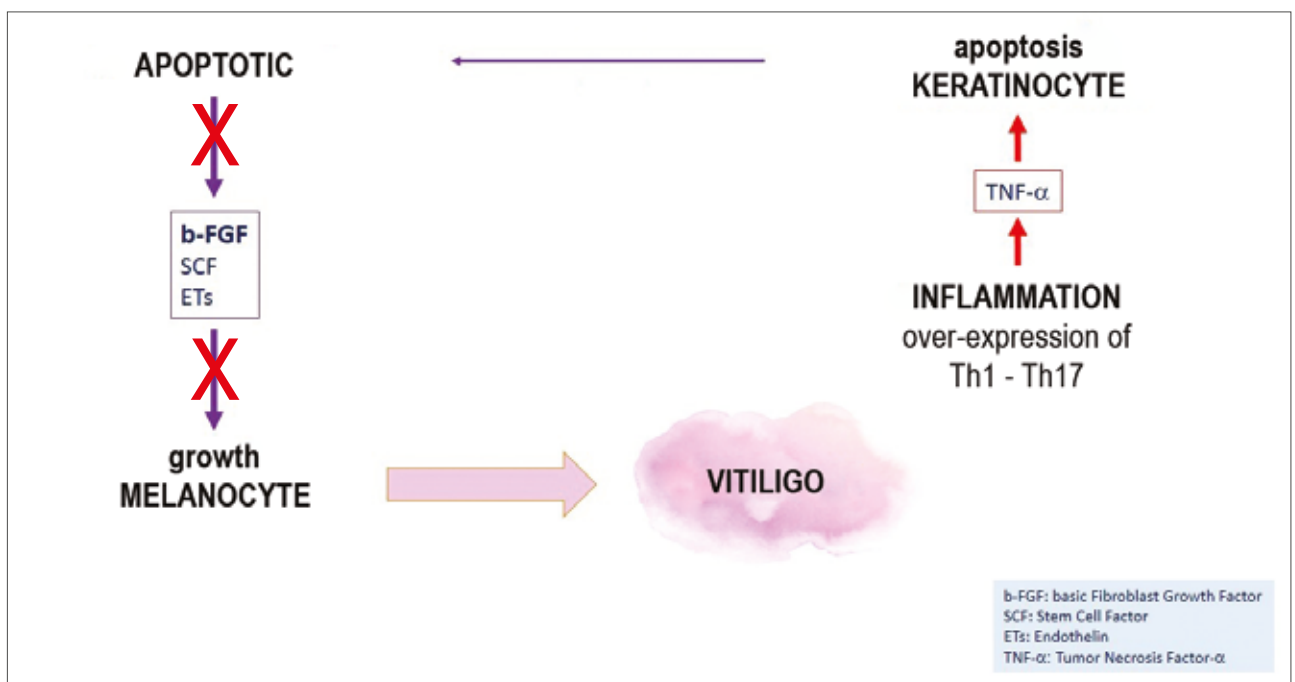 APOPTOTIC
X
b-FGF
SCF
ETs
X
growth
MELANOCYTE
VITILIGO
apoptosis
KERATINOCYTE
TNF-α
INFLAMMATION
over-expression of
Th1 - Th17
b-FGF: basic Fibroblast Growth Factor
SCF: Stem Cell Factor
ETs: Endothelin
TNF-α: Tumor Necrosis Factor-α